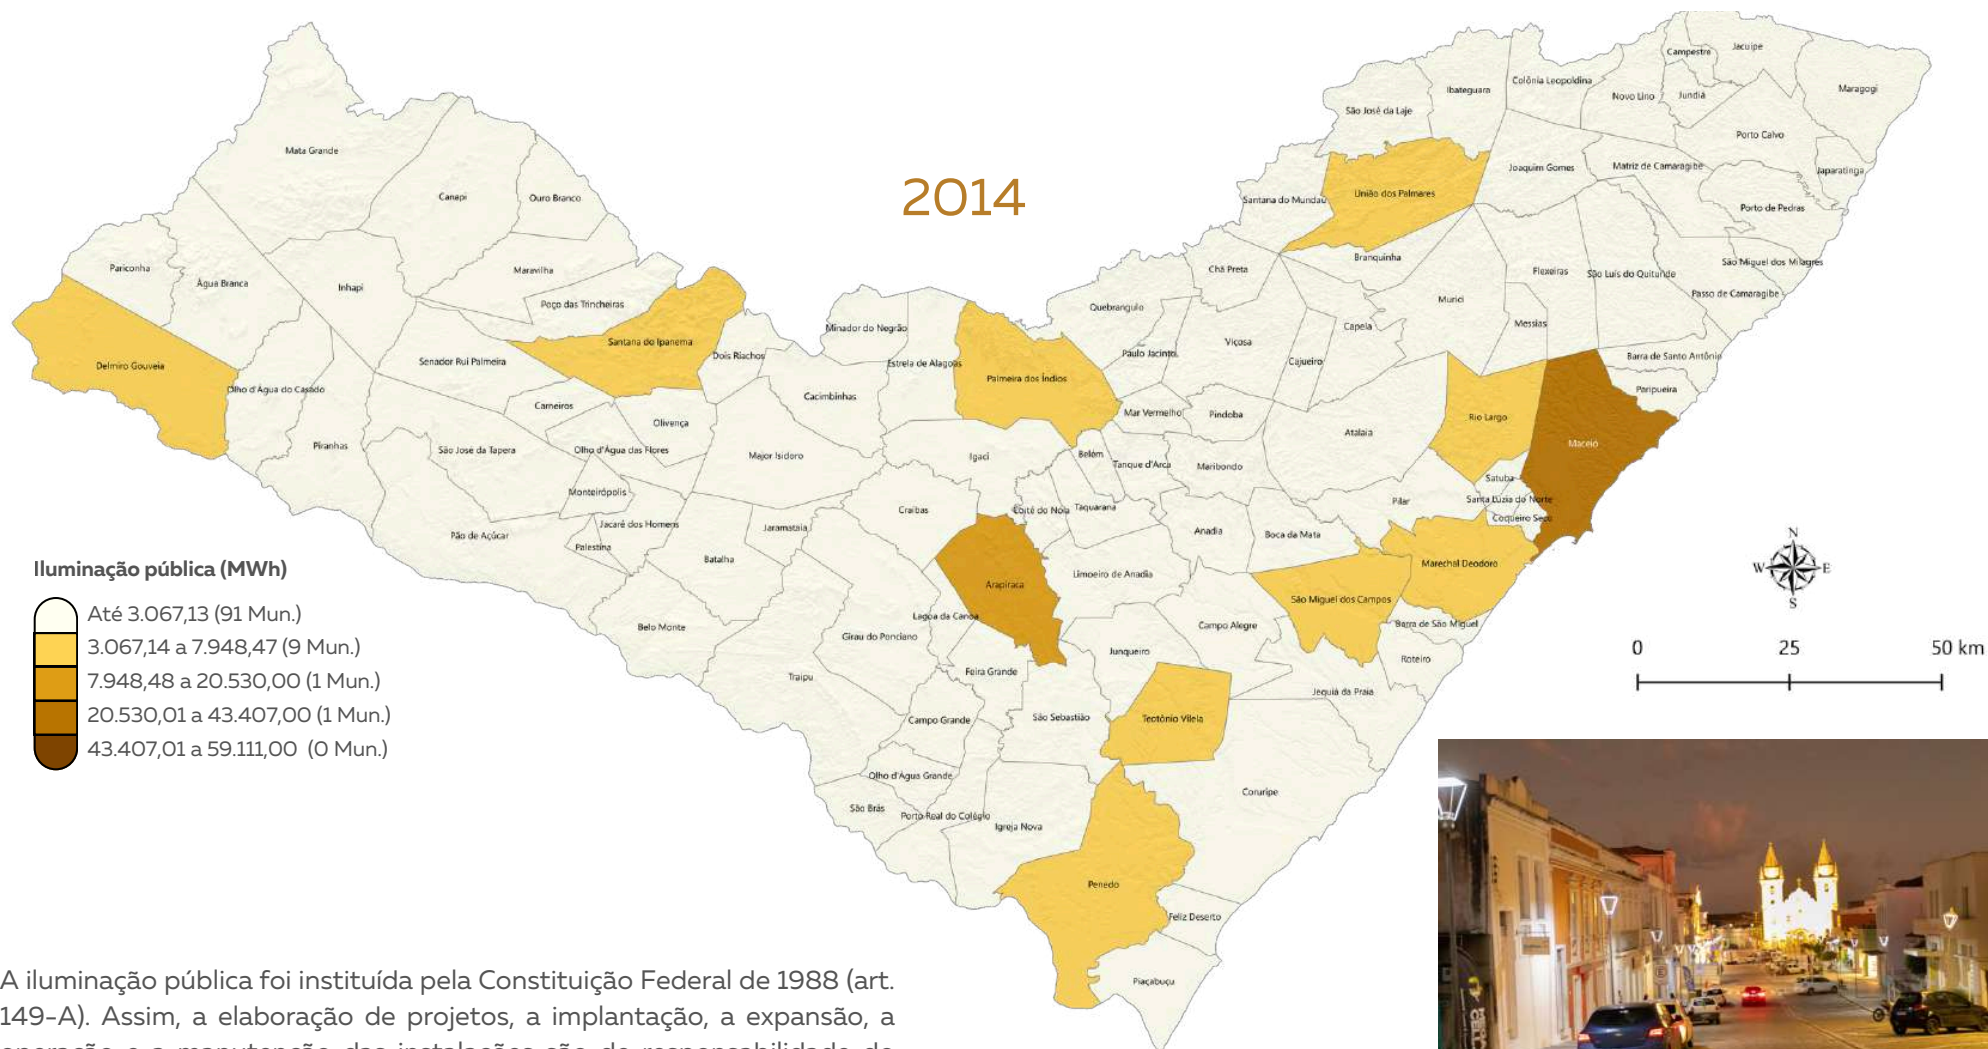 2014
Campestre
Jacuípe
Colônia Leopoldina
Ibateguara
Novo Lino
Jundiá
Maragogi
São José da Laje
Porto Calvo
Mata Grande
Joaquim Gomes
Matriz de Camaragibe
Japaratinga
Canapi
Ouro Branco
Santana do Mundaú
União dos Palmares
Porto de Pedras
Pariconha
Água Branca
Inhapi
Maravilha
Chã Preta
Branquinha
Flexeiras
São Luís do Quitunde
São Miguel dos Milagres
Poço das Trincheiras
Quebrangulo
Murici
Passo de Camaragibe
Minador do Negrão
Capela
Messias
Delmiro Gouveia
Senador Rui Palmeira
Santana do Ipanema
Dois Riachos
Estrela de Alagoas
Paulo Jacinto
Viçosa
Cajueiro
Barra de Santo Antônio
Olho d'Água do Casado
Cacimbinhas
Palmeira dos Índios
Paripueira
Carneiros
Olivença
Mar Vermelho
Pindoba
Atalaia
Rio Largo
Maceió
Piranhas
São José da Tapera
Olho d'Água das Flores
Major Isidoro
Igaci
Belém
Tanque d'Arca
Maribondo
Satuba
Monteirópolis
Santa Luzia do Norte
Pilar
Craíbas
Coité do Nóia
Taquarana
Coqueiro Seco
Pão de Açúcar
Jacaré dos Homens
Jaramataia
Anadia
Boca da Mata
Palestina
Batalha
Arapiraca
Limoeiro de Anadia
Marechal Deodoro
São Miguel dos Campos
Belo Monte
Lagoa da Canoa
Girau do Ponciano
Campo Alegre
Barra de São Miguel
Junqueiro
Roteiro
Traipu
Feira Grande
Jequiá da Praia
Campo Grande
São Sebastião
Teotônio Vilela
Olho d'Água Grande
São Brás
Porto Real do Colégio
Igreja Nova
Coruripe
Penedo
Feliz Deserto
Piaçabuçu
N
W E
S
0 25 50 km
Iluminação pública (MWh)
Até 3.067,13 (91 Mun.)
3.067,14 a 7.948,47 (9 Mun.)
7.948,48 a 20.530,00 (1 Mun.)
20.530,01 a 43.407,00 (1 Mun.)
43.407,01 a 59.111,00 (0 Mun.)
A iluminação pública foi instituída pela Constituição Federal de 1988 (art.
149-A). Assim, a elaboração de projetos, a implantação, a expansão, a
operação e a manutenção das instalações são de responsabilidade do